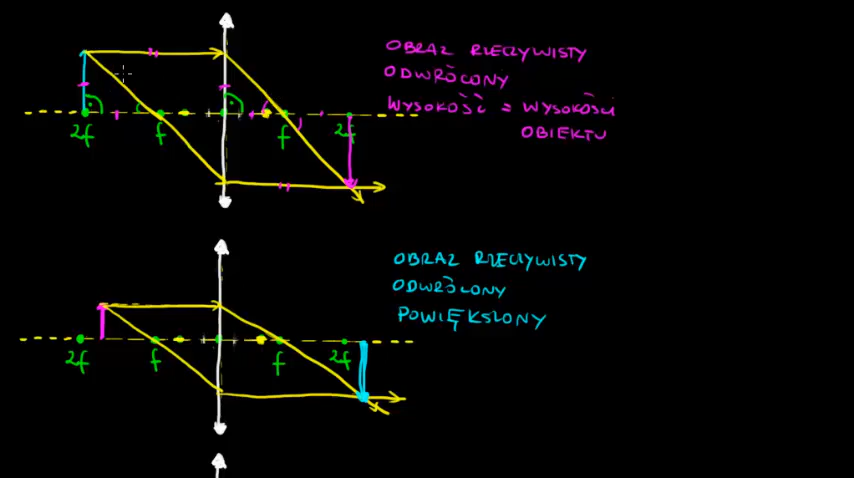 OBRAZ RZECZYWISTY
ODWRÓCONY
WYSOKOŚĆ = WYSOKOŚCI
OBIEKTU
2f f f 2f
OBRAZ RZECZYWISTY
ODWRÓCONY
POWIĘKSZONY
2f f f 2f